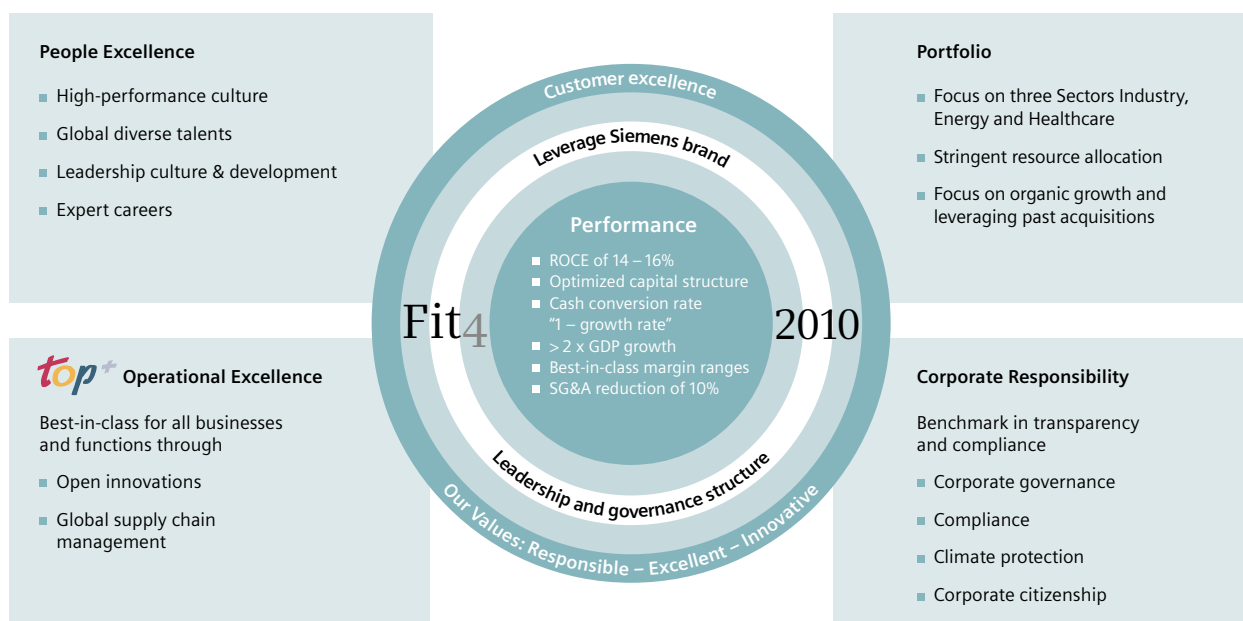 People Excellence
High-performance culture
Global diverse talents
Leadership culture & development
Expert careers
Portfolio
Focus on three Sectors Industry,
Energy and Healthcare
Stringent resource allocation
Focus on organic growth and
leveraging past acquisitions
Customer excellence
Leverage Siemens brand
Performance
ROCE of 14 – 16%
Optimized capital structure
Cash conversion rate
“1 – growth rate”
> 2 x GDP growth
Best-in-class margin ranges
SG&A reduction of 10%
Fit4 2010
Leadership and governance structure
Our Values: Responsible – Excellent – Innovative
top+ Operational Excellence
Best-in-class for all businesses
and functions through
Open innovations
Global supply chain
management
Corporate Responsibility
Benchmark in transparency
and compliance
Corporate governance
Compliance
Climate protection
Corporate citizenship